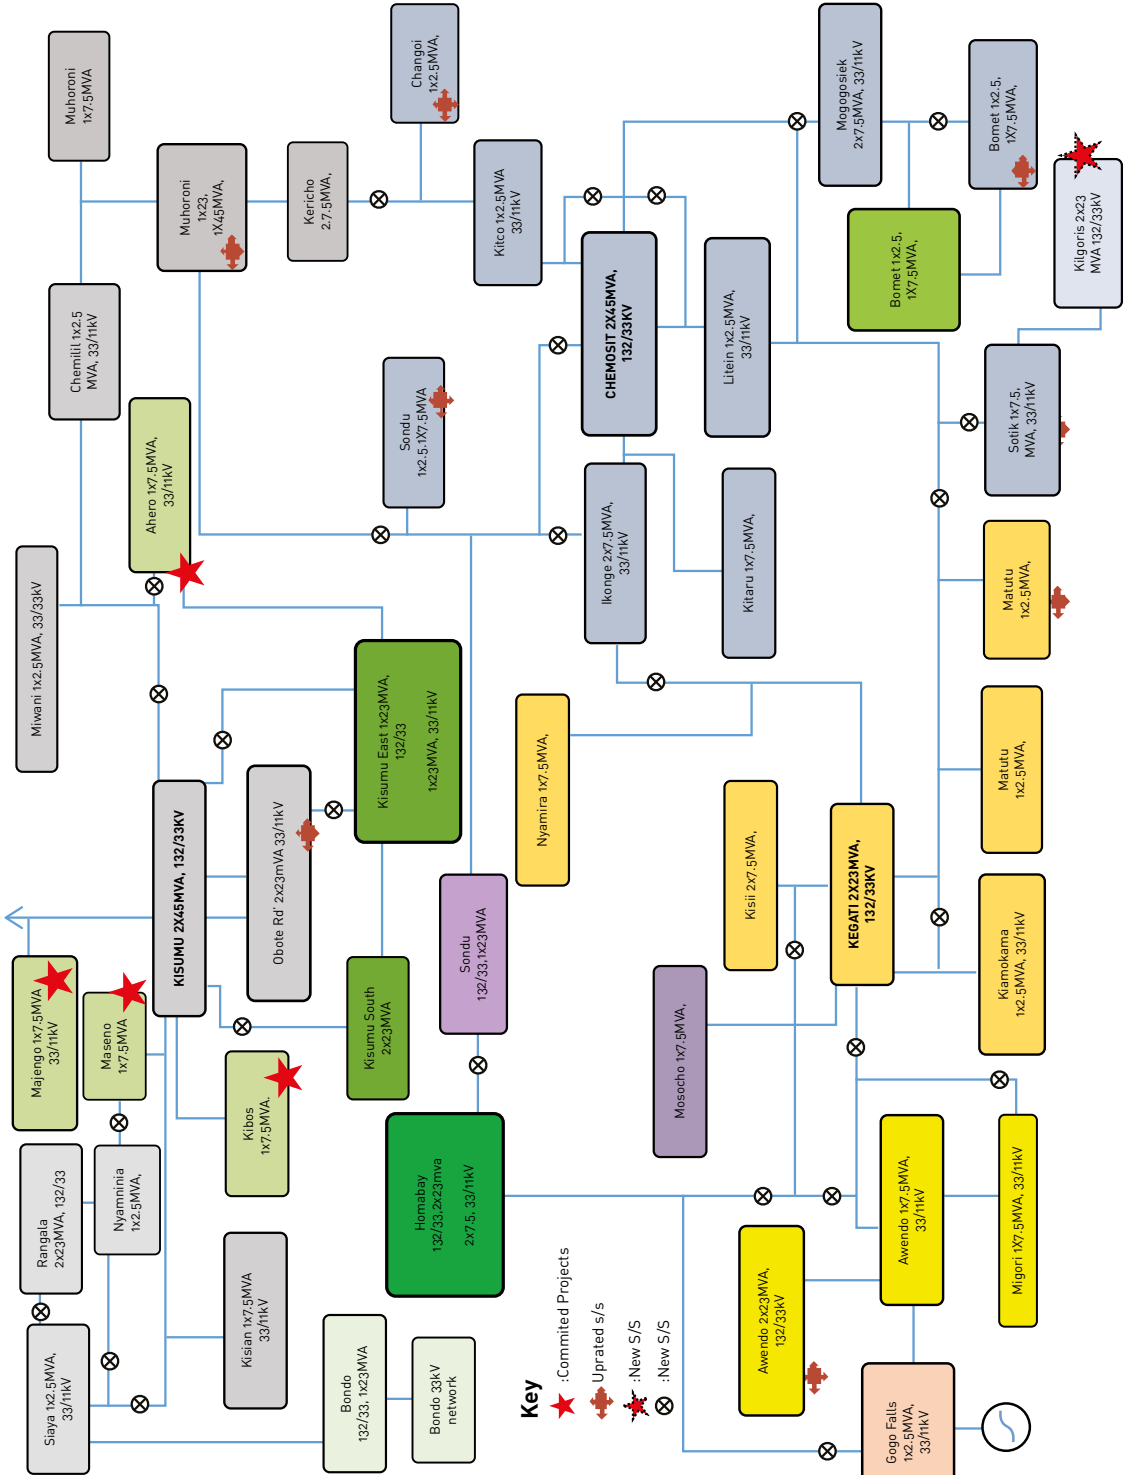 Muhoroni
1x7.5MVA
Muhoroni
1x23,
1X45MVA,
Kericho
2.7.5MVA,
Changoi
1x2.5MVA,
Kitco 1x2.5MVA
33/11kV
Mogogosiek
2x7.5MVA, 33/11kV
Bomet 1x2.5,
1X7.5MVA,
Bomet 1x2.5,
1X7.5MVA,
Kilgoris 2x23
MVA 132/33kV
Chemilil 1x2.5
MVA, 33/11kV
Ahero 1x7.5MVA,
33/11kV
Sondu
1x2.5.1X7.5MVA
CHEMOSIT 2X45MVA,
132/33KV
Litein 1x2.5MVA,
33/11kV
Sotik 1x7.5,
MVA, 33/11kV
Miwani 1x2.5MVA, 33/33kV
Ikonge 2x7.5MVA,
33/11kV
Kitaru 1x7.5MVA,
Matutu
1x2.5MVA,
Kisumu East 1x23MVA,
132/33
1x23MVA, 33/11kV
Nyamira 1x7.5MVA,
Matutu
1x2.5MVA,
KISUMU 2X45MVA, 132/33KV
Obote Rd' 2x23mVA 33/11kV
Kisii 2x7.5MVA,
KEGATI 2X23MVA,
132/33KV
Kiamokama
1x2.5MVA, 33/11kV
Majengo 1x7.5MVA
33/11kV
Maseno
1x7.5MVA
Kisumu South
2x23MVA
Sondu
132/33,1x23MVA
Mosocho 1x7.5MVA,
Kibos
1x7.5MVA.
Rangala
2x23MVA, 132/33
Nyamninia
1x2.5MVA,
Homabay
132/33,2x23mva
2x7.5, 33/11kV
Awendo 1x7.5MVA,
33/11kV
Migori 1X7.5MVA, 33/11kV
Kisian 1x7.5MVA
33/11kV
Awendo 2x23MVA,
132/33kV
Siaya 1x2.5MVA,
33/11kV
Bondo
132/33, 1x23MVA
Bondo 33kV
network
Gogo Falls
1x2.5MVA,
33/11kV
Key
:Commited Projects
Uprated s/s
:New S/S
:New S/S